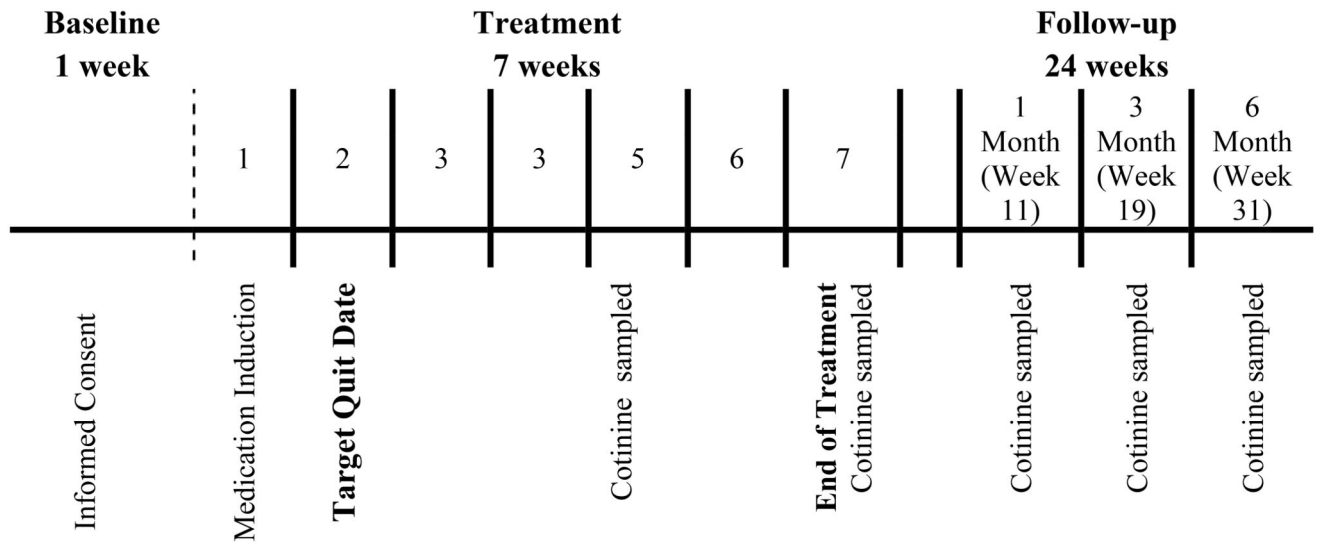 Baseline
1 week
Treatment
7 weeks
Follow-up
24 weeks
1
2
3
3
5
6
7
1
Month
(Week
11)
3
Month
(Week
19)
6
Month
(Week
31)
Informed Consent
Medication Induction
Target Quit Date
Cotinine sampled
End of Treatment
Cotinine sampled
Cotinine sampled
Cotinine sampled
Cotinine sampled